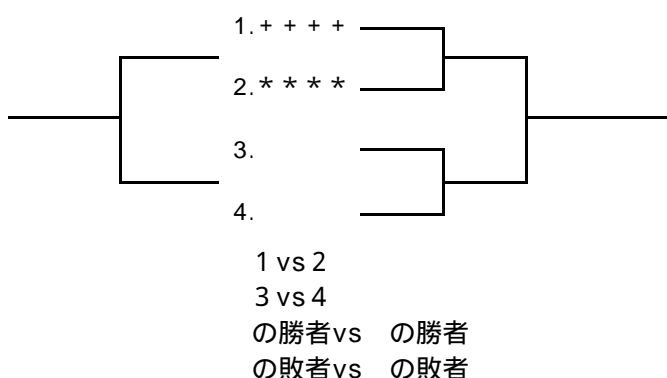 1.++++
2.****
3.
4.
1 vs 2
3 vs 4
の勝者vs　の勝者
の敗者vs　の敗者